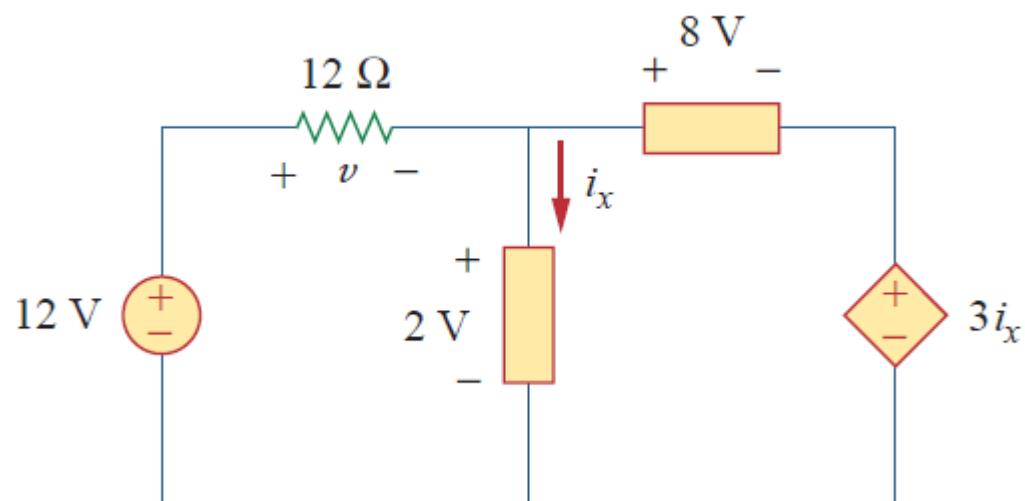 12 Ω
+ v −
8 V
+ −
i_x
12 V
+
−
+
2 V
−
+
−
3i_x